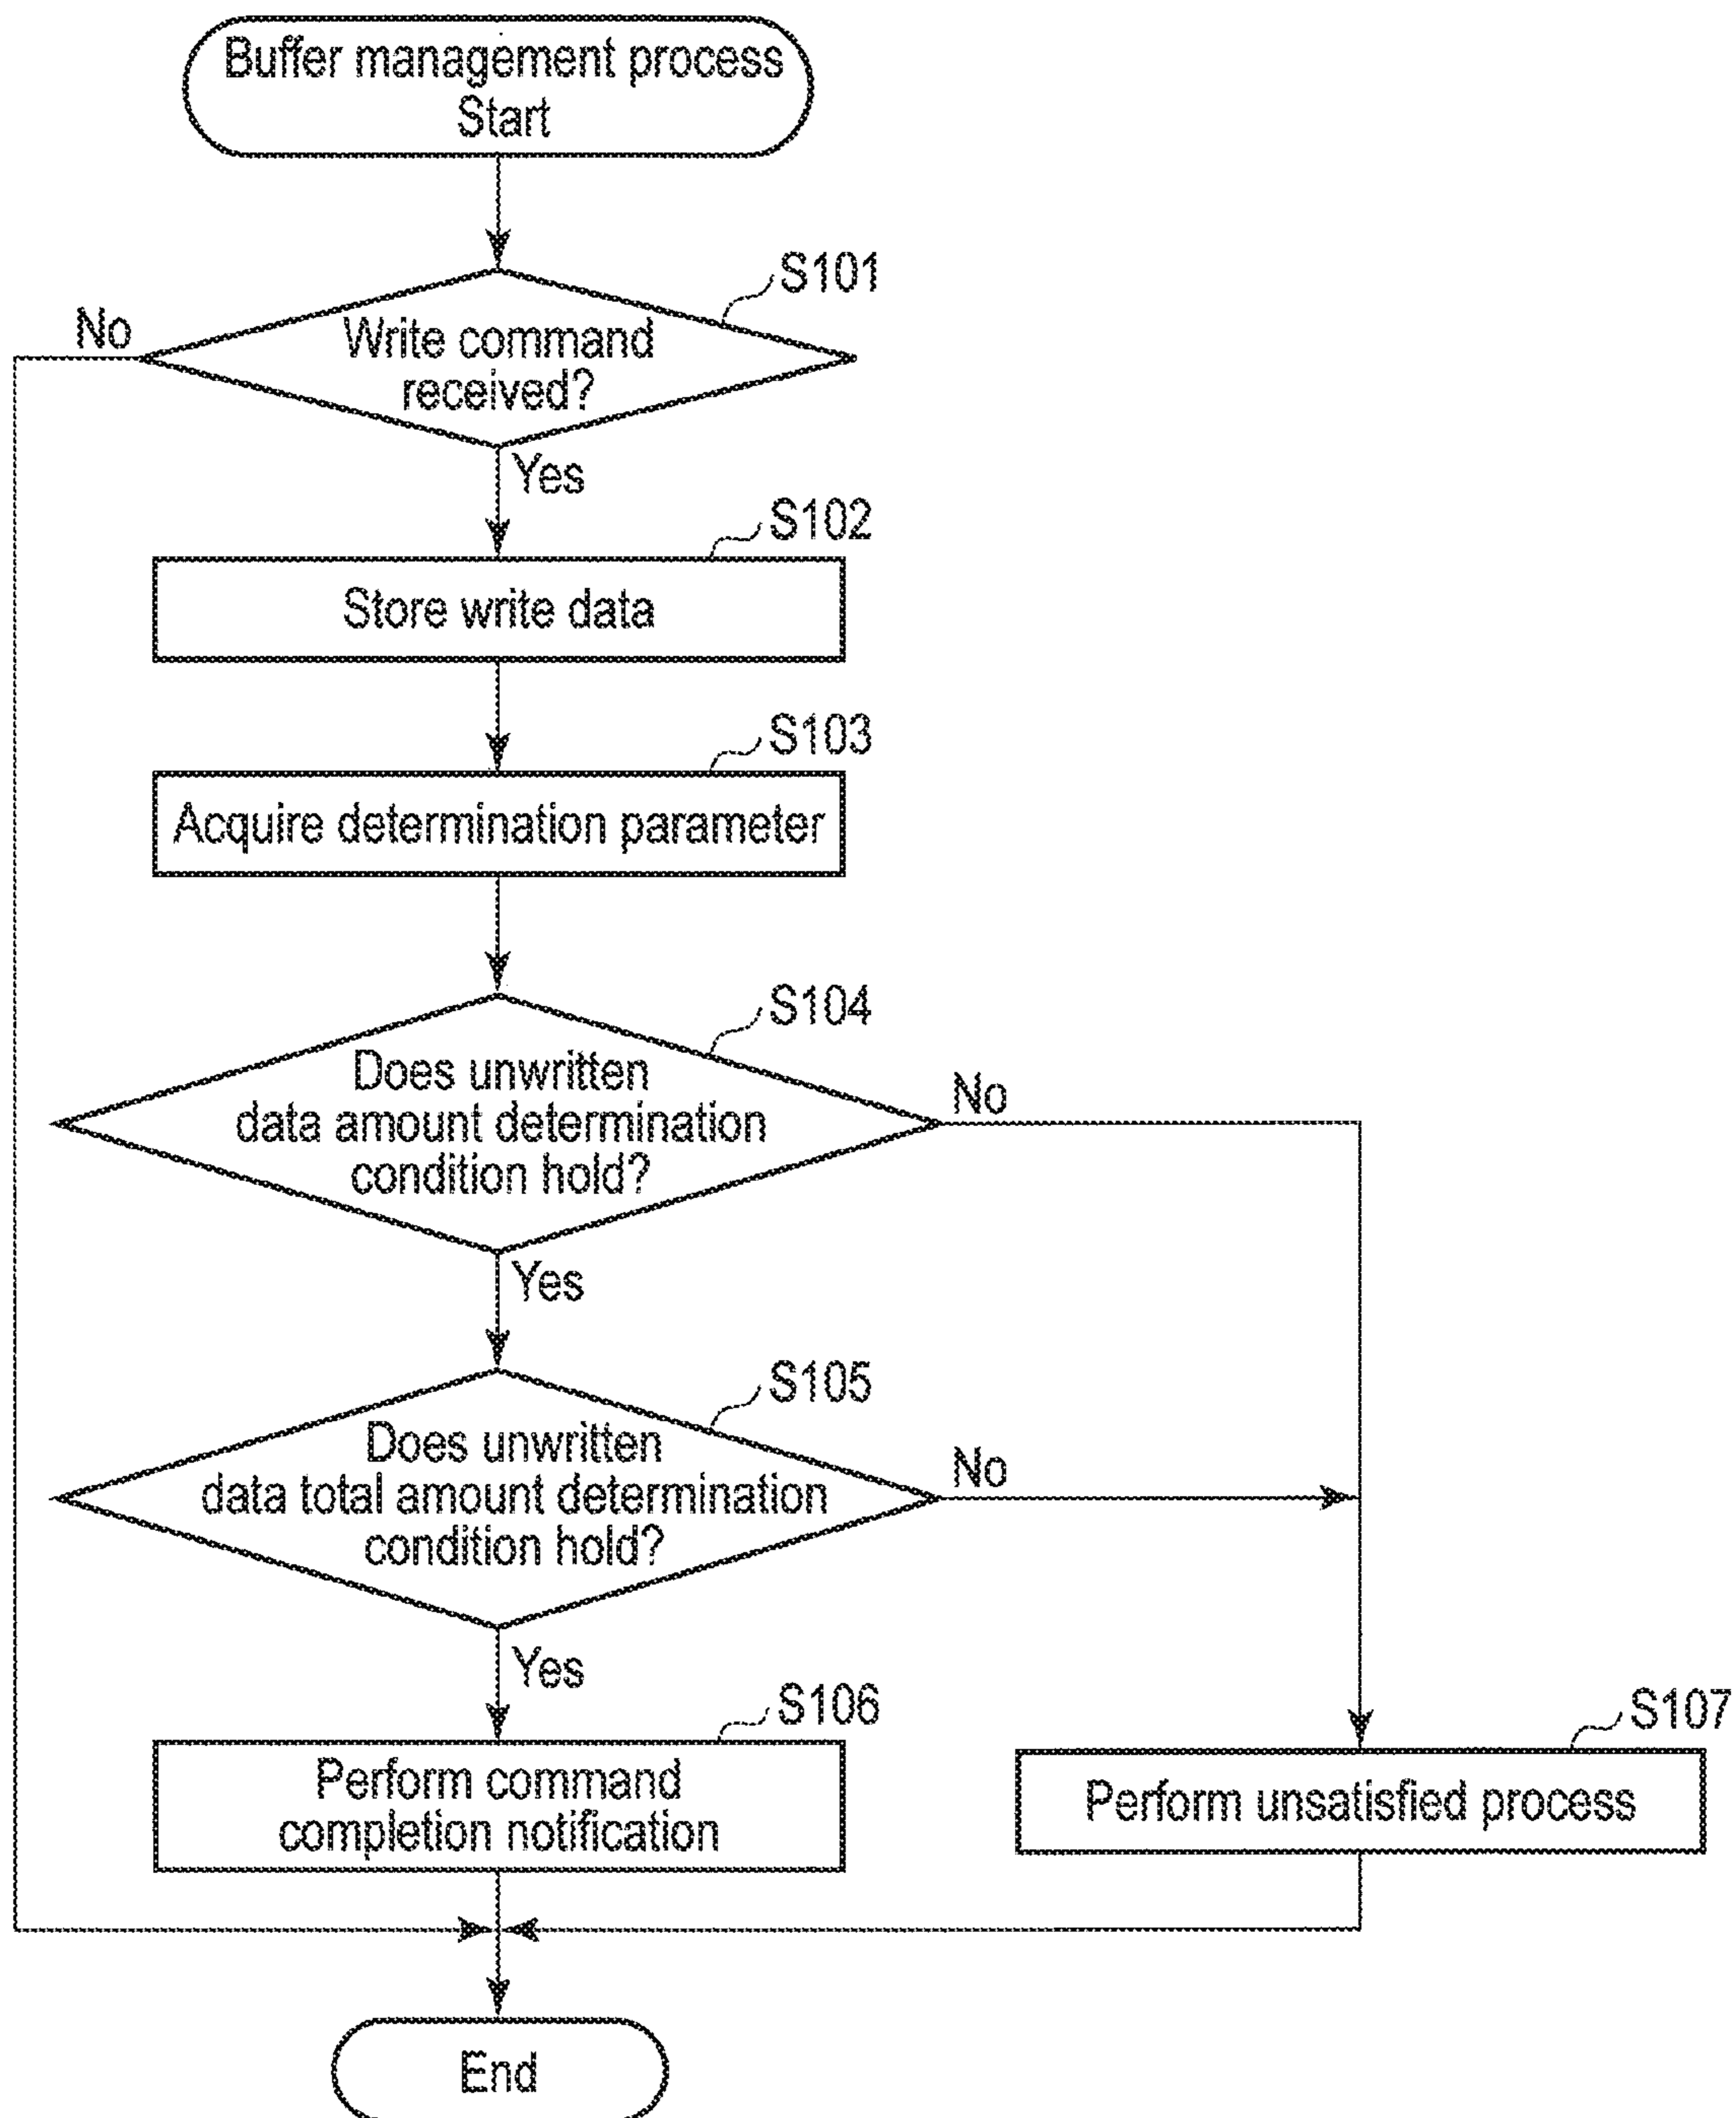 Buffer management process
Start
S101
No
Write command
received?
Yes
S102
Store write data
S103
Acquire determination parameter
S104
Does unwritten
data amount determination
condition hold?
No
Yes
S105
Does unwritten
data total amount determination
condition hold?
No
Yes
S106
Perform command
completion notification
S107
Perform unsatisfied process
End